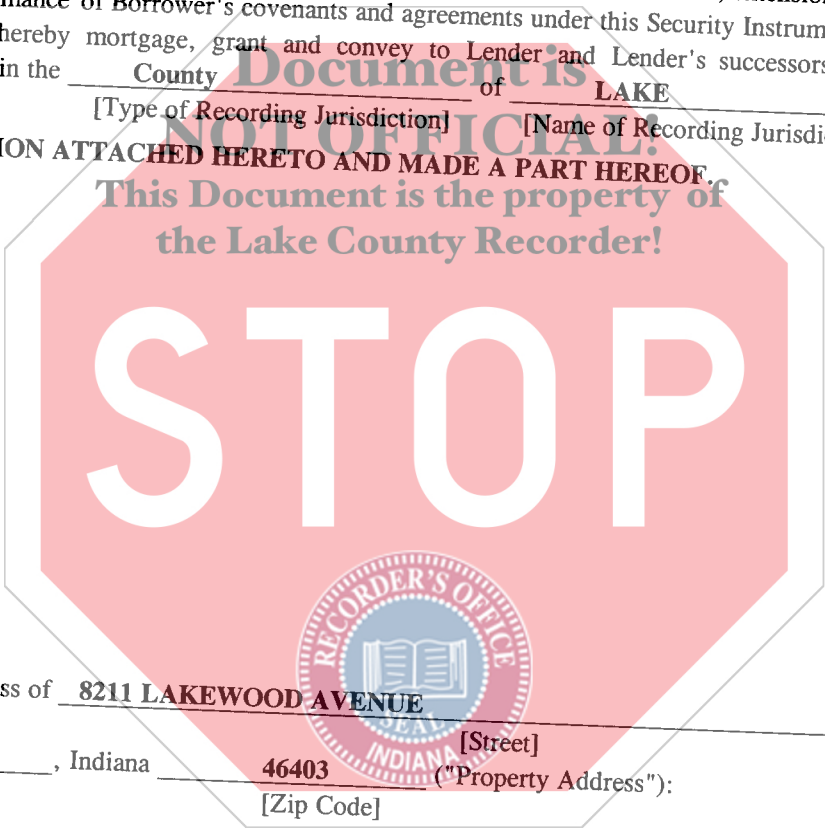 mance of Borrower's covenants and agreements under this Security Instrum
hereby mortgage, grant and convey to Lender and Lender's successors
in the County of LAKE
[Type of Recording Jurisdiction] [Name of Recording Jurisdi
ION ATTACHED HERETO AND MADE A PART HEREOF.
Document is
NOT OFFICIAL!
This Document is the property of
the Lake County Recorder!
STOP
RECORDER'S OFFICE
SEAL
INDIANA
ss of 8211 LAKEWOOD AVENUE
[Street]
, Indiana 46403 ("Property Address"):
[Zip Code]